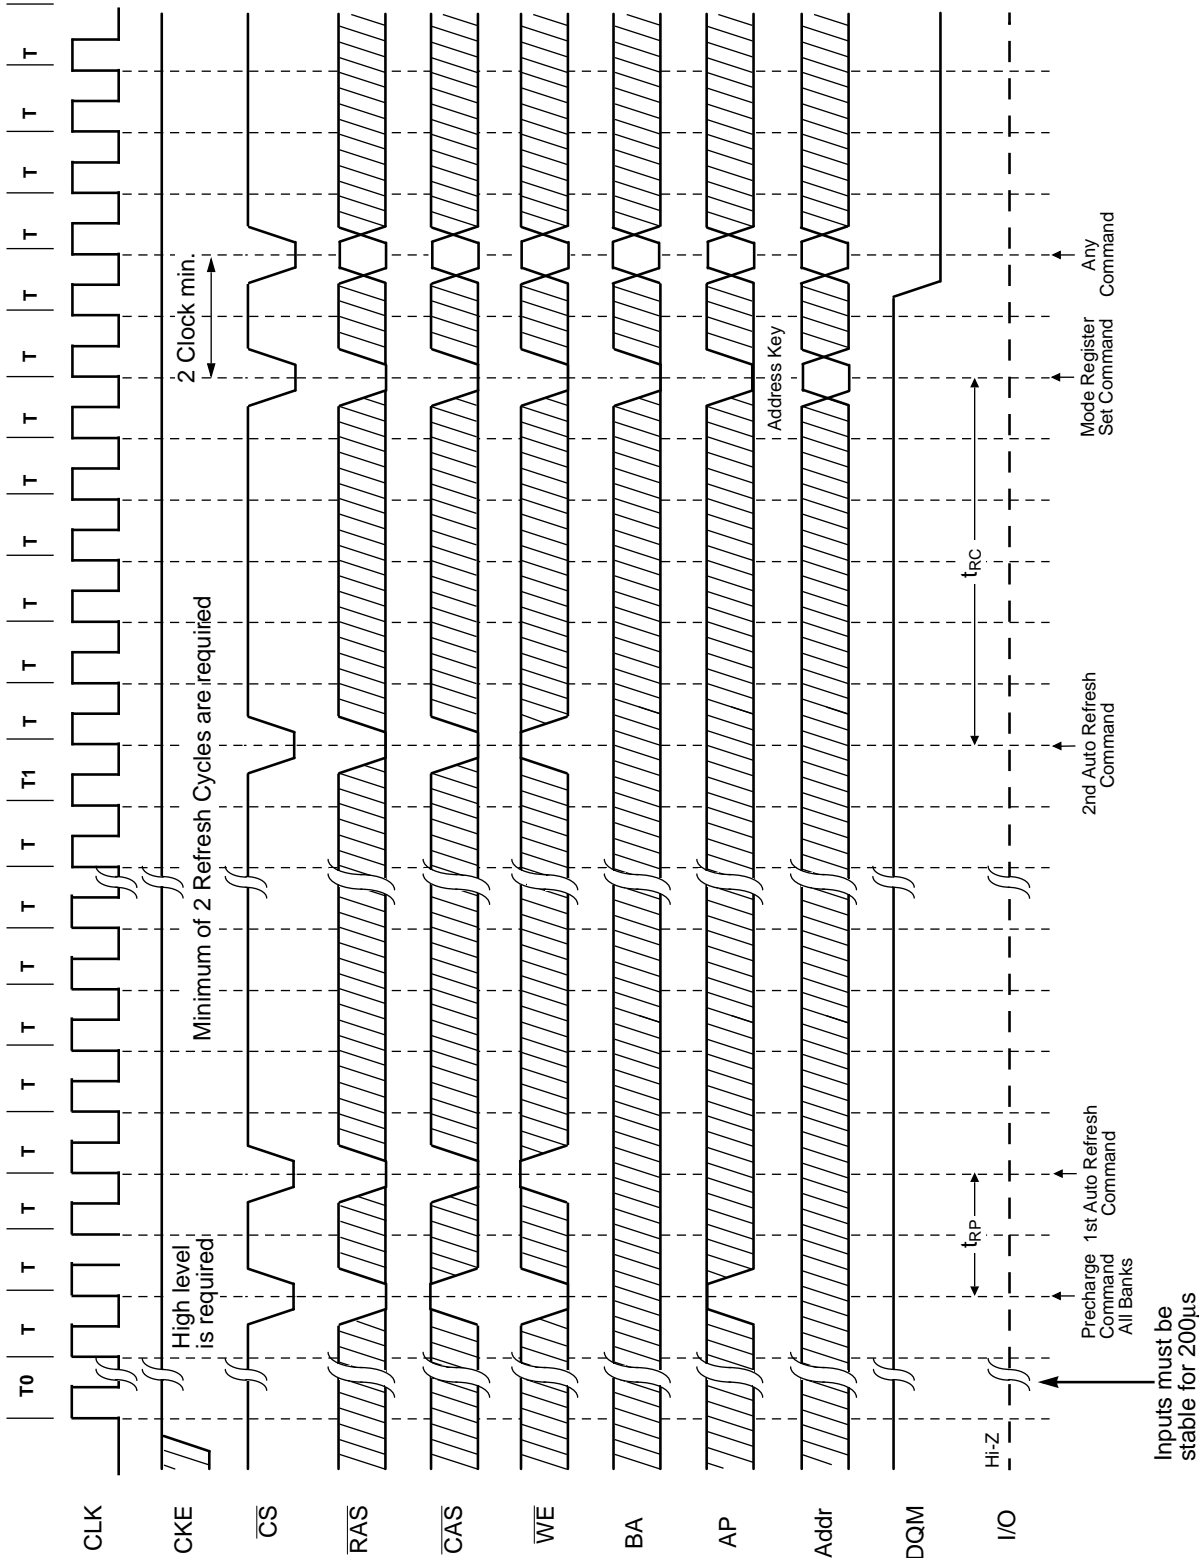 T0 T T T T T T T T T T1 T T T T T T T T T T T T
CLK
CKE
High level
is required
Minimum of 2 Refresh Cycles are required
2 Clock min.
CS
RAS
CAS
WE
BA
AP
Address Key
Addr
DQM
tRP
tRC
I/O
Hi-Z
Precharge
Command
All Banks
1st Auto Refresh
Command
2nd Auto Refresh
Command
Mode Register
Set Command
Any
Command
Inputs must be
stable for 200µs